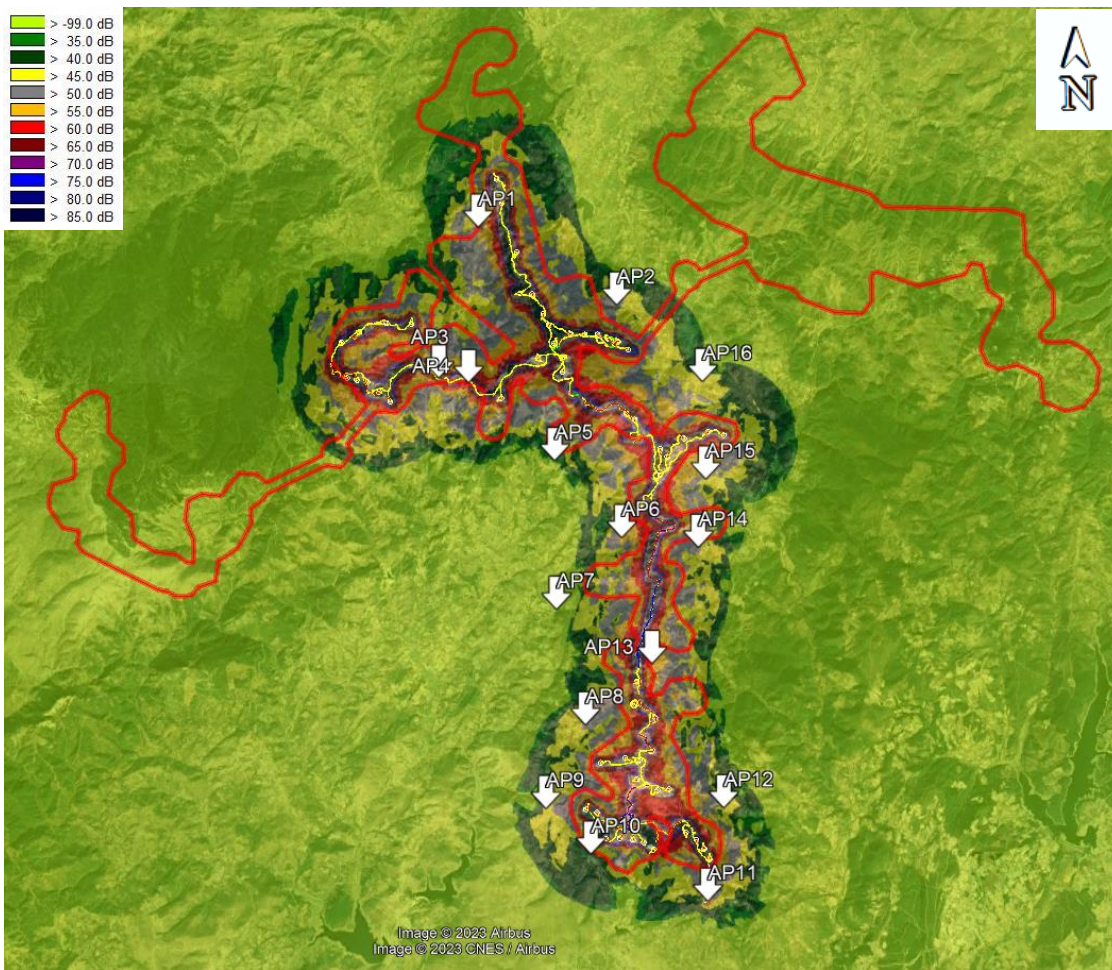 > -99.0 dB
> 35.0 dB
> 40.0 dB
> 45.0 dB
> 50.0 dB
> 55.0 dB
> 60.0 dB
> 65.0 dB
> 70.0 dB
> 75.0 dB
> 80.0 dB
> 85.0 dB
N
AP1
AP2
AP3
AP4
AP16
AP5
AP15
AP6
AP14
AP7
AP13
AP8
AP9
AP12
AP10
AP11
Image © 2023 Airbus
Image © 2023 CNES / Airbus